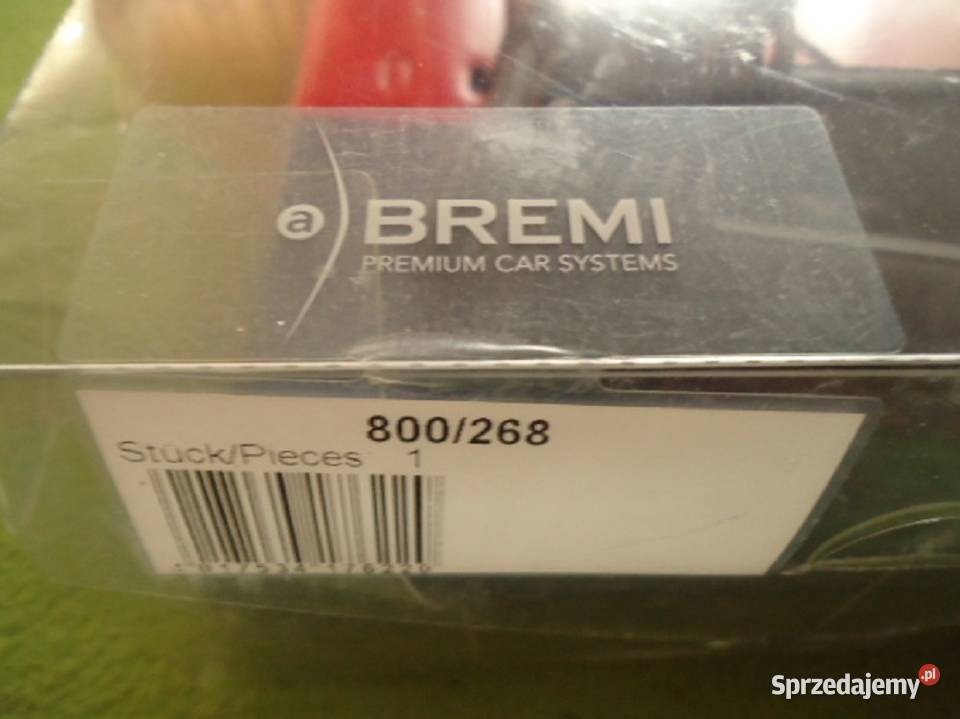 a BREMI
PREMIUM CAR SYSTEMS
800/268
Stück/Pieces 1
Sprzedajemy.pl